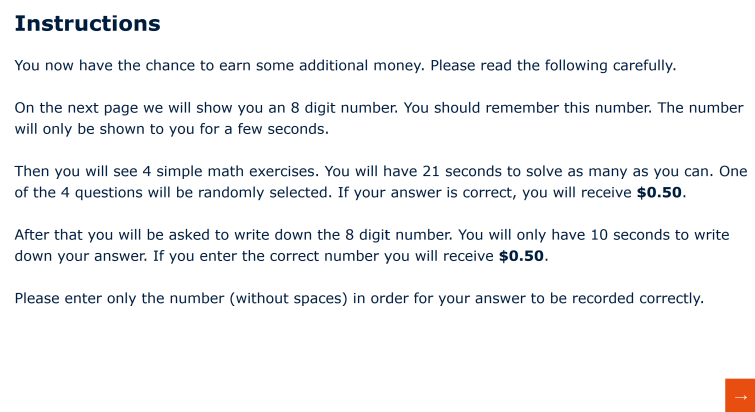 Instructions
You now have the chance to earn some additional money. Please read the following carefully.
On the next page we will show you an 8 digit number. You should remember this number. The number
will only be shown to you for a few seconds.
Then you will see 4 simple math exercises. You will have 21 seconds to solve as many as you can. One
of the 4 questions will be randomly selected. If your answer is correct, you will receive $0.50.
After that you will be asked to write down the 8 digit number. You will only have 10 seconds to write
down your answer. If you enter the correct number you will receive $0.50.
Please enter only the number (without spaces) in order for your answer to be recorded correctly.
→